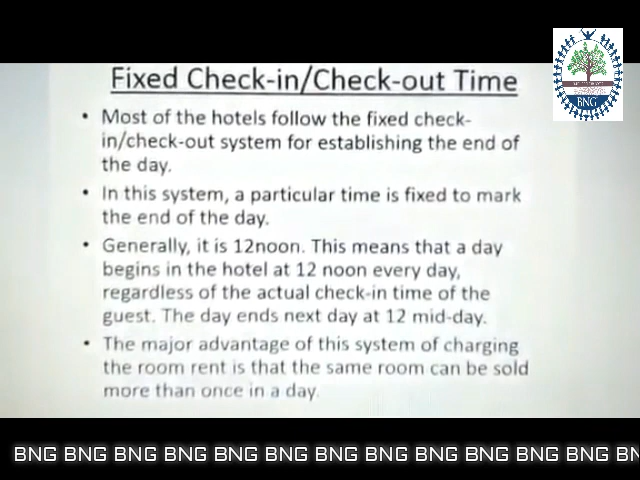 Fixed Check-in/Check-out Time
• Most of the hotels follow the fixed check-
in/check-out system for establishing the end of
the day.
• In this system, a particular time is fixed to mark
the end of the day.
• Generally, it is 12noon. This means that a day
begins in the hotel at 12 noon every day,
regardless of the actual check-in time of the
guest. The day ends next day at 12 mid-day.
• The major advantage of this system of charging
the room rent is that the same room can be sold
more than once in a day.
BNG
BNG BNG BNG BNG BNG BNG BNG BNG BNG BNG BNG BNG